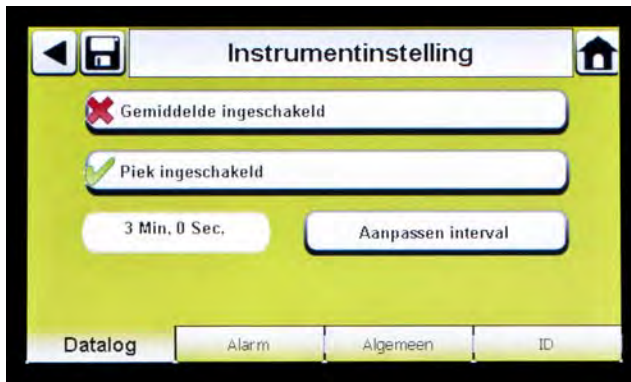 Instrumentinstelling
Gemiddelde ingeschakeld
Piek ingeschakeld
3 Min, 0 Sec.
Aanpassen interval
Datalog
Alarm
Algemeen
ID